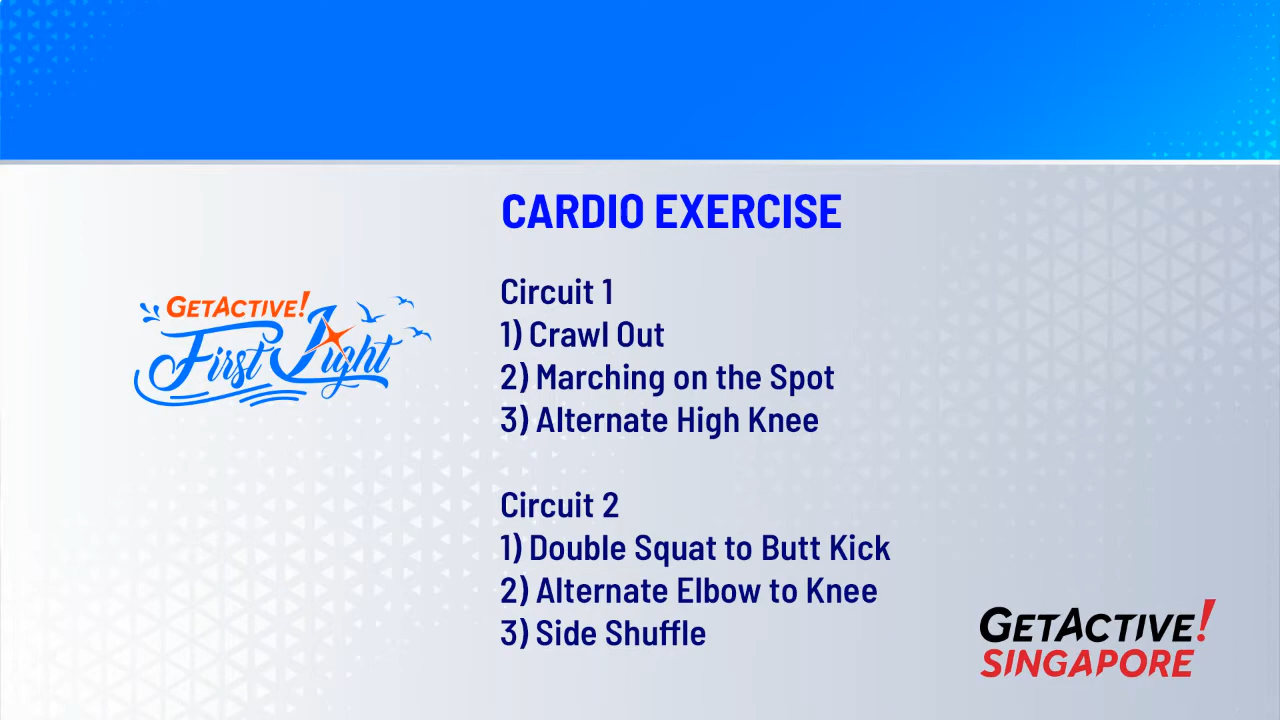 CARDIO EXERCISE
GETACTIVE!
First Light
Circuit 1
1) Crawl Out
2) Marching on the Spot
3) Alternate High Knee
Circuit 2
1) Double Squat to Butt Kick
2) Alternate Elbow to Knee
3) Side Shuffle
GETACTIVE!
SINGAPORE